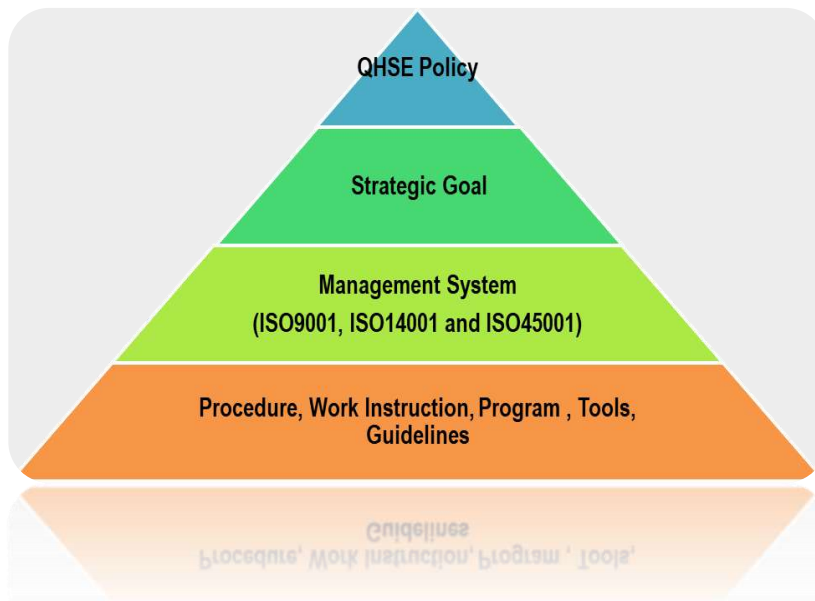 QHSE Policy
Strategic Goal
Management System
(ISO9001, ISO14001 and ISO45001)
Procedure, Work Instruction, Program , Tools,
Guidelines